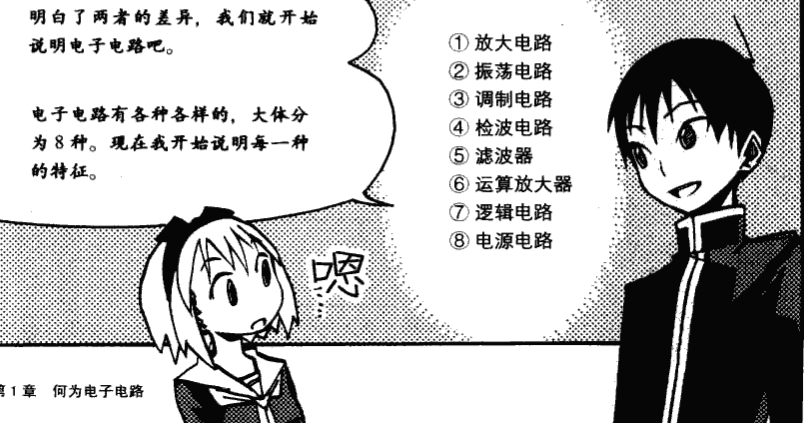 明白了两者的差异，我们就开始
说明电子电路吧。
电子电路有各种各样的，大体分
为8种。现在我开始说明每一种
的特征。
① 放大电路
② 振荡电路
③ 调制电路
④ 检波电路
⑤ 滤波器
⑥ 运算放大器
⑦ 逻辑电路
⑧ 电源电路
嗯
第1章 何为电子电路